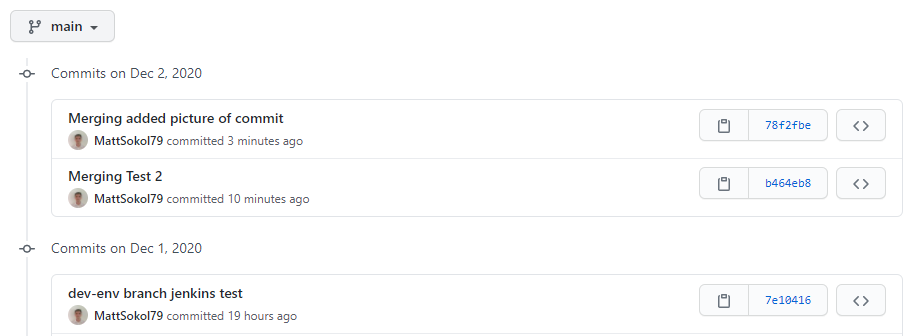 main
Commits on Dec 2, 2020
Merging added picture of commit
MattSokol79 committed 3 minutes ago
78f2fbe
Merging Test 2
MattSokol79 committed 10 minutes ago
b464eb8
Commits on Dec 1, 2020
dev-env branch jenkins test
MattSokol79 committed 19 hours ago
7e10416